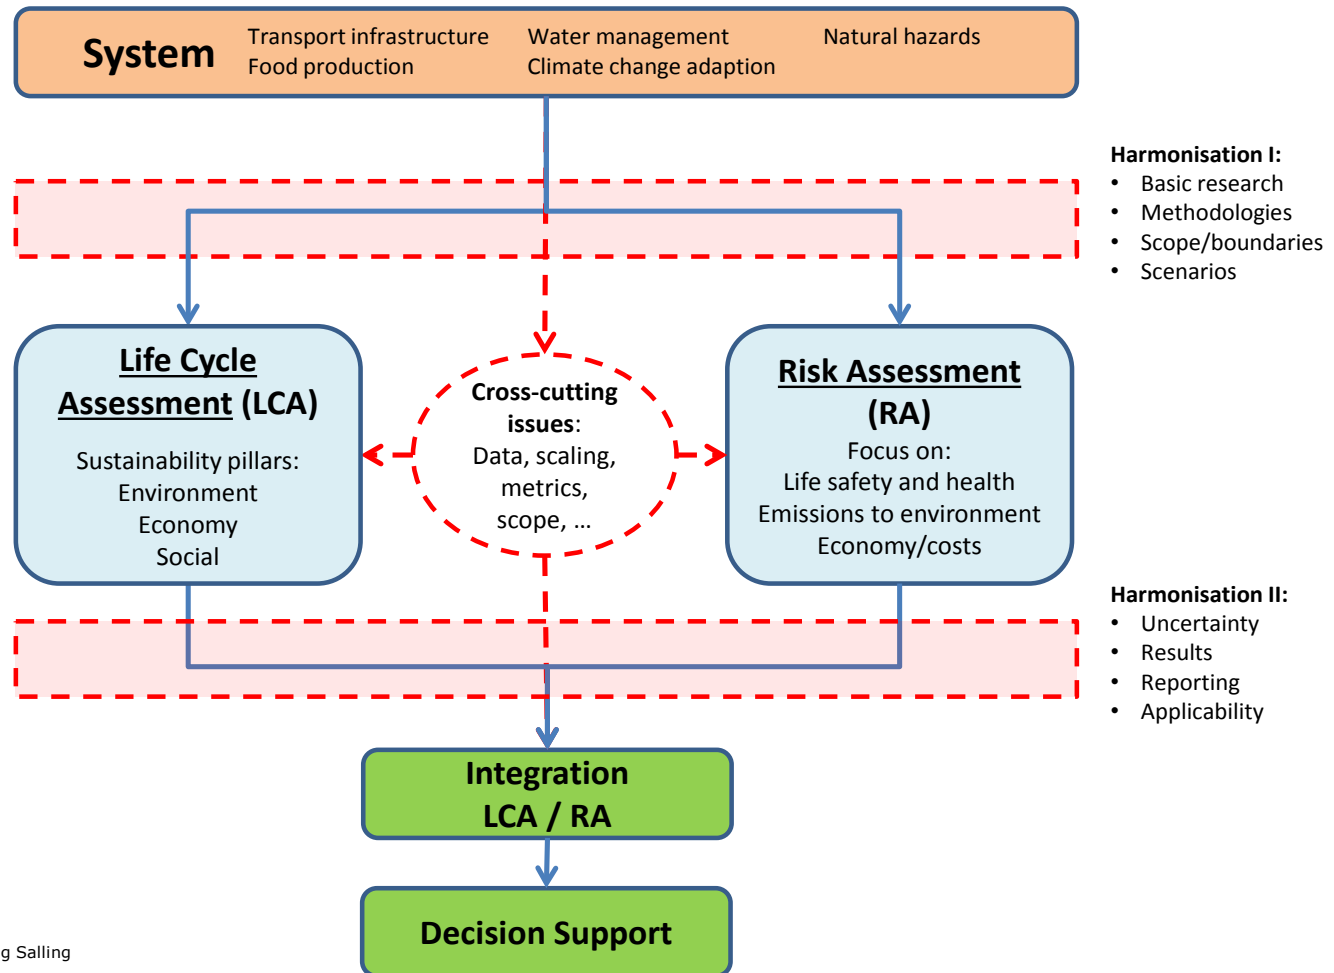 System
Transport infrastructure
Water management
Natural hazards
Food production
Climate change adaption
Harmonisation I:
• Basic research
• Methodologies
• Scope/boundaries
• Scenarios
Life Cycle
Assessment (LCA)
Sustainability pillars:
Environment
Economy
Social
Cross-cutting
issues:
Data, scaling,
metrics,
scope, ...
Risk Assessment
(RA)
Focus on:
Life safety and health
Emissions to environment
Economy/costs
Harmonisation II:
• Uncertainty
• Results
• Reporting
• Applicability
Integration
LCA / RA
Decision Support
g Salling